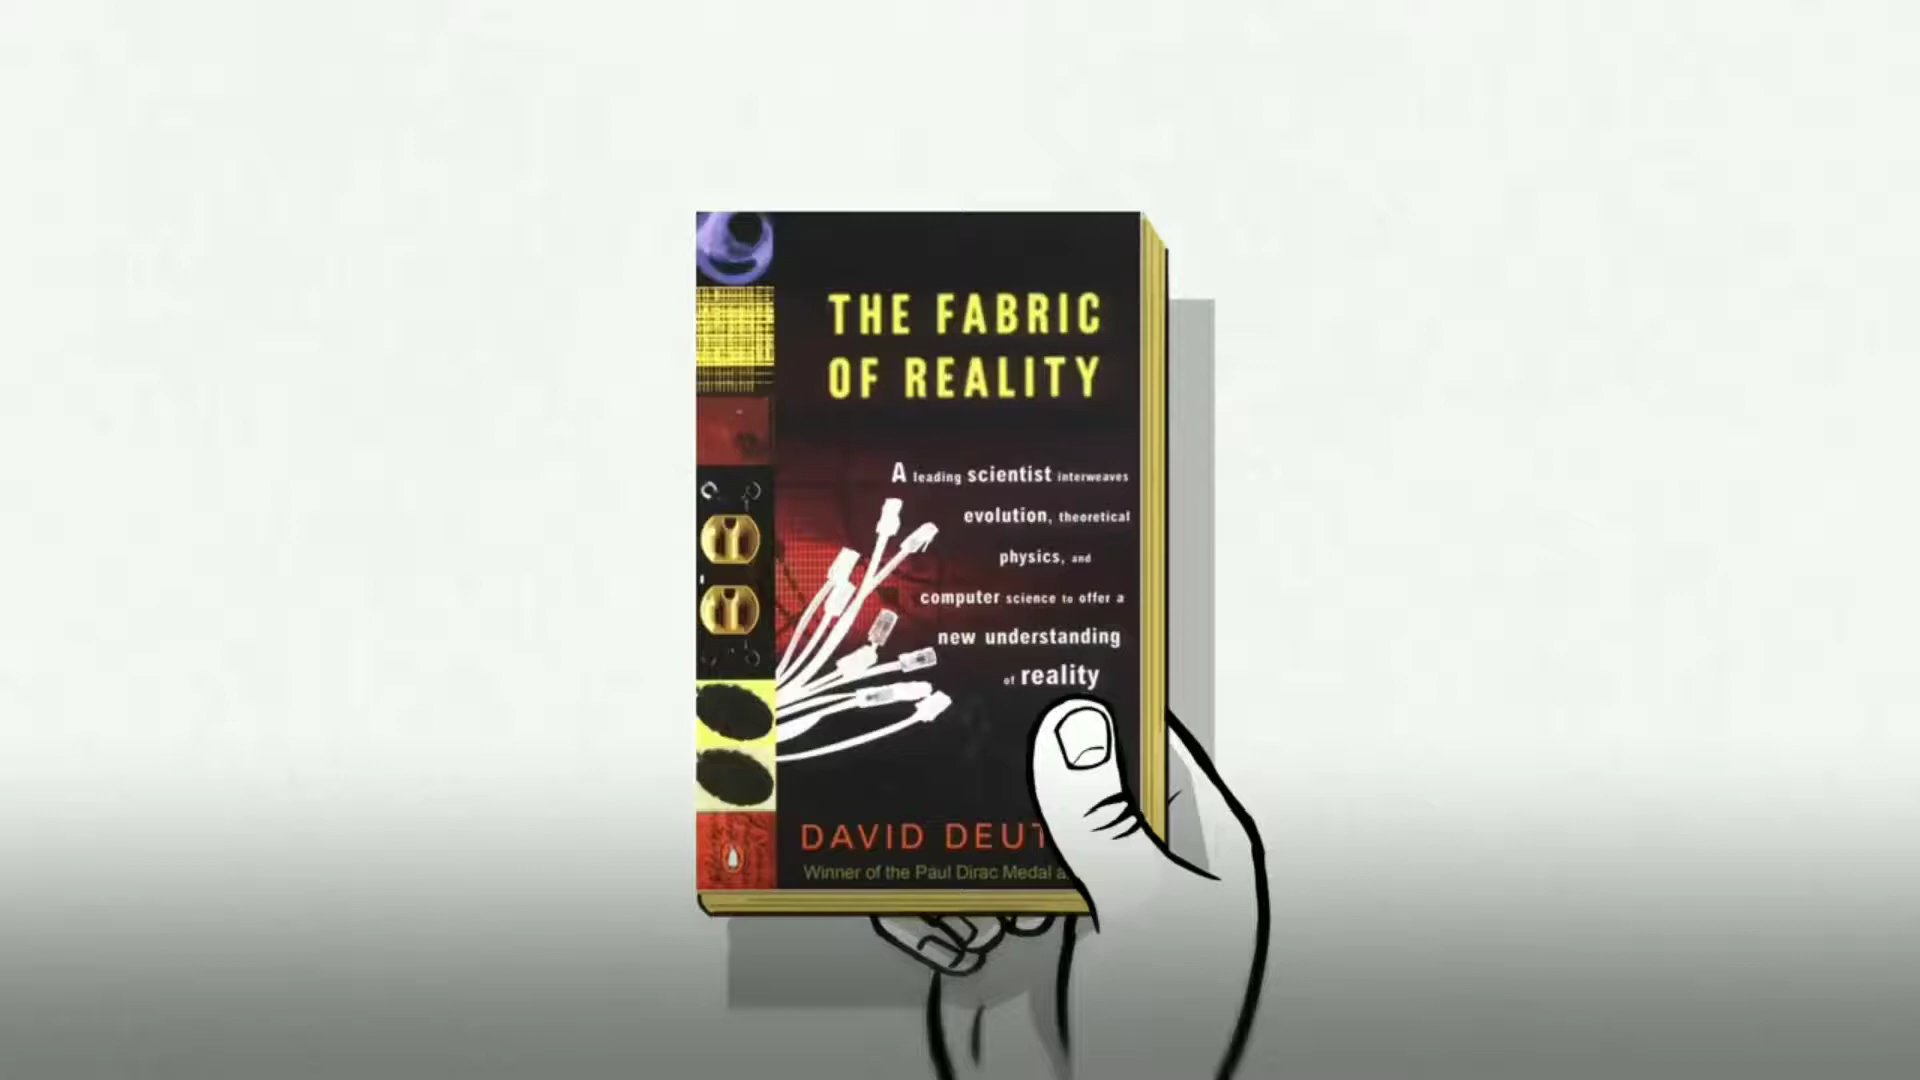 THE FABRIC
OF REALITY
A leading scientist interweaves
evolution, theoretical
physics, and
computer science to offer a
new understanding
of reality
DAVID DEUT
Winner of the Paul Dirac Medal a